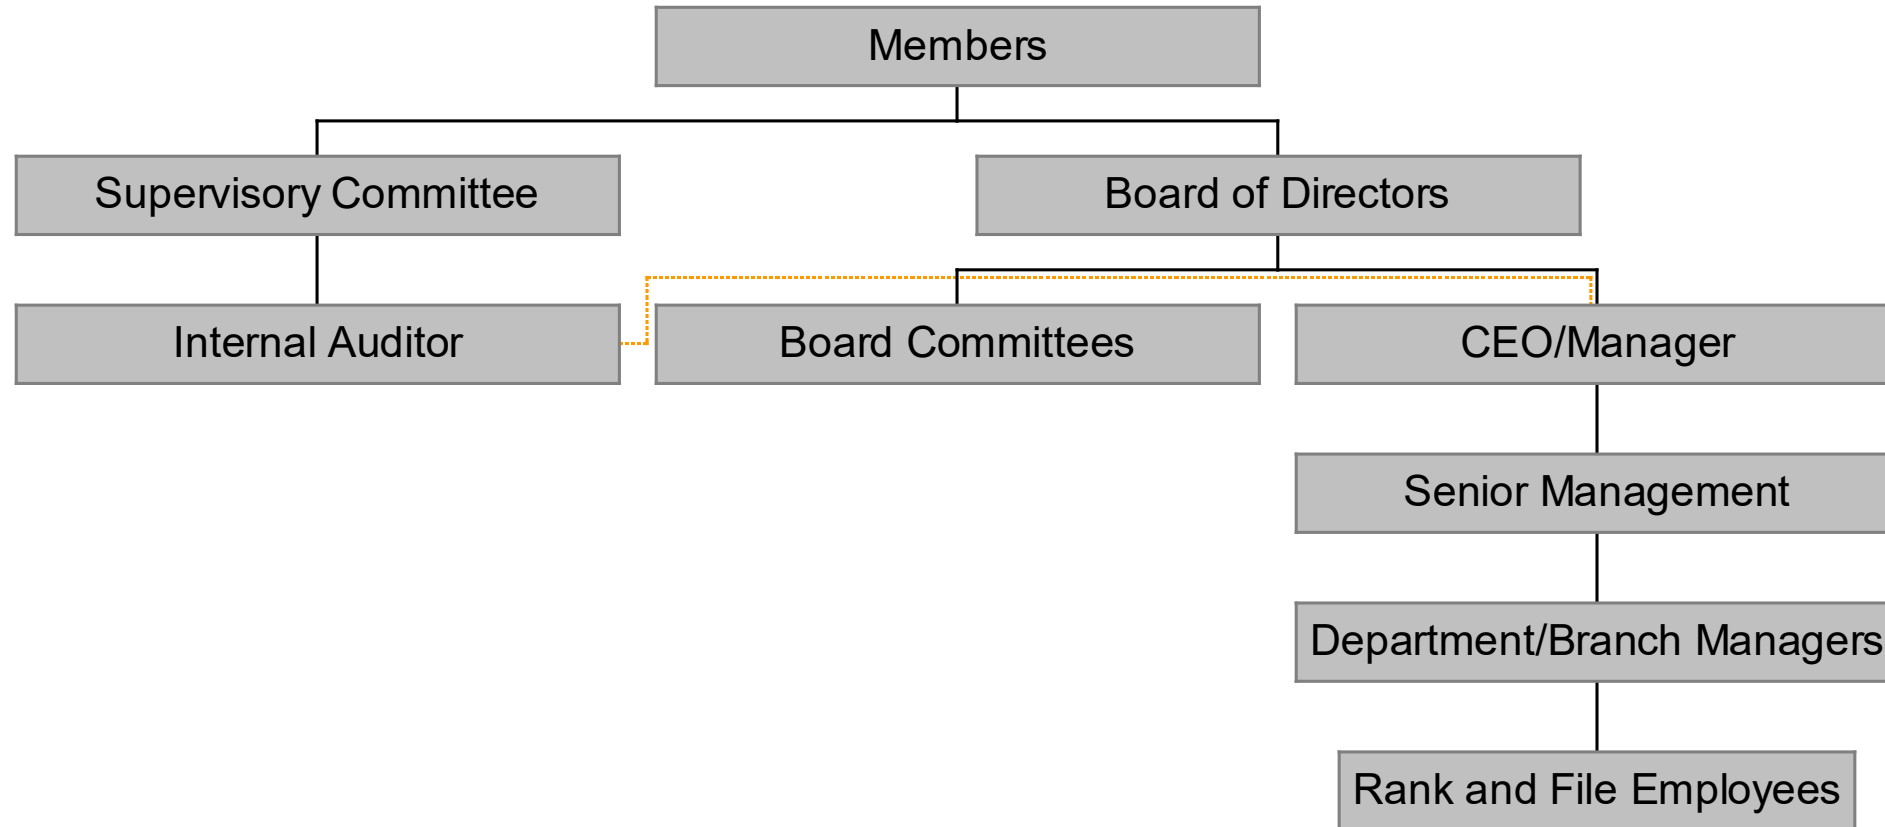 Members
Supervisory Committee
Board of Directors
Internal Auditor
Board Committees
CEO/Manager
Senior Management
Department/Branch Managers
Rank and File Employees